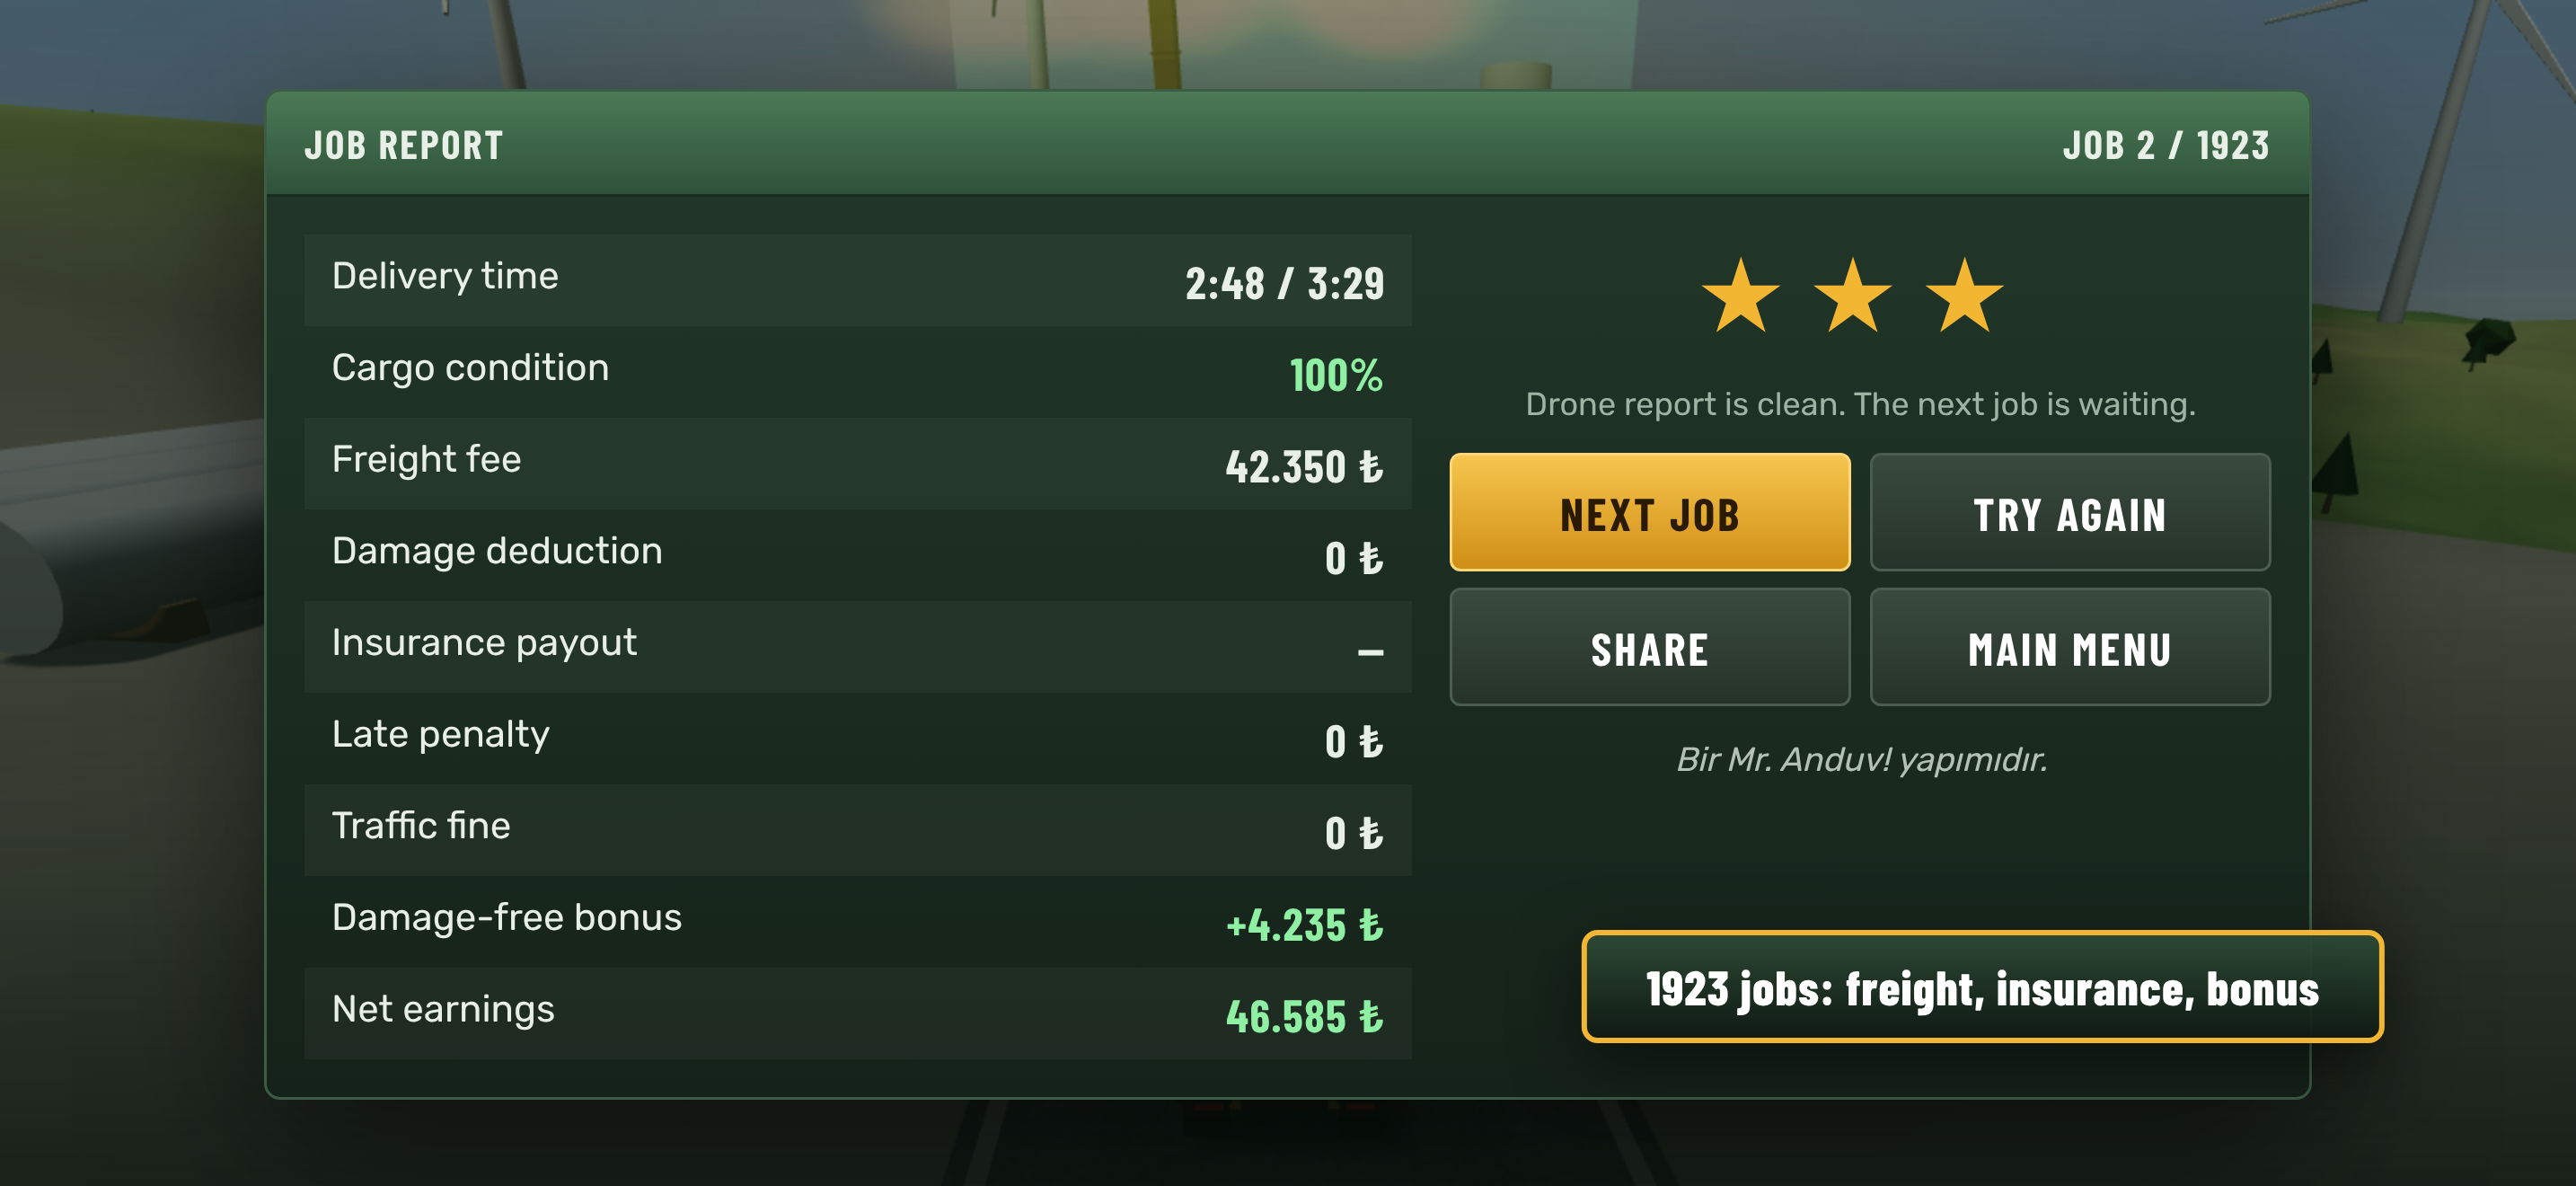 JOB REPORT
JOB 2 / 1923
Delivery time 2:48 / 3:29
Cargo condition 100%
Freight fee 42.350 ₺
Damage deduction 0 ₺
Insurance payout –
Late penalty 0 ₺
Traffic fine 0 ₺
Damage-free bonus +4.235 ₺
Net earnings 46.585 ₺
Drone report is clean. The next job is waiting.
NEXT JOB
TRY AGAIN
SHARE
MAIN MENU
Bir Mr. Anduv! yapımıdır.
1923 jobs: freight, insurance, bonus